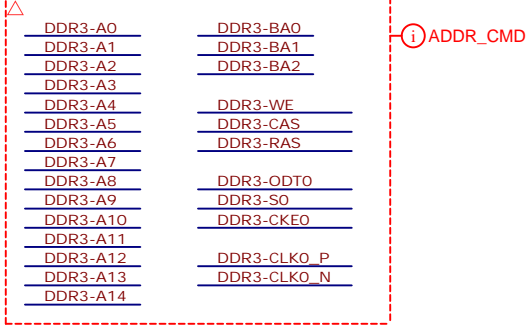 DDR3-A0
DDR3-A1
DDR3-A2
DDR3-A3
DDR3-A4
DDR3-A5
DDR3-A6
DDR3-A7
DDR3-A8
DDR3-A9
DDR3-A10
DDR3-A11
DDR3-A12
DDR3-A13
DDR3-A14
DDR3-BA0
DDR3-BA1
DDR3-BA2
DDR3-WE
DDR3-CAS
DDR3-RAS
DDR3-ODT0
DDR3-S0
DDR3-CKE0
DDR3-CLK0_P
DDR3-CLK0_N
i ADDR_CMD